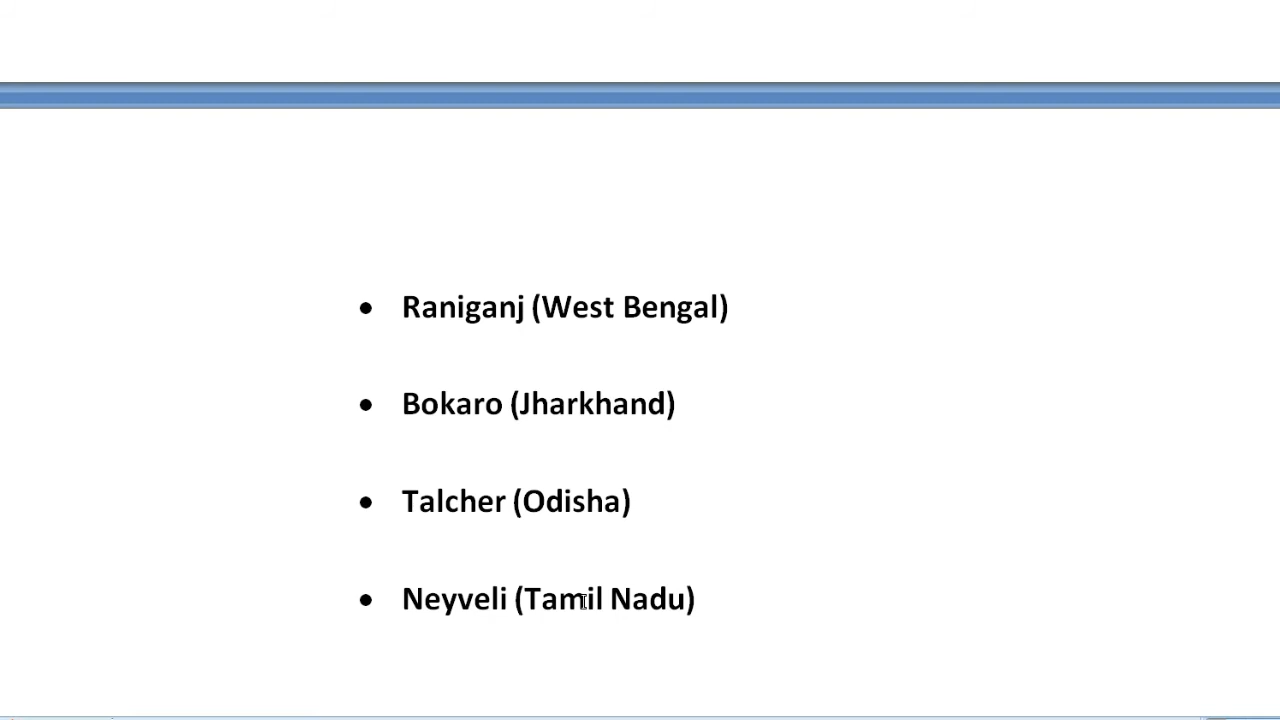 • Raniganj (West Bengal)
• Bokaro (Jharkhand)
• Talcher (Odisha)
• Neyveli (Tamil Nadu)